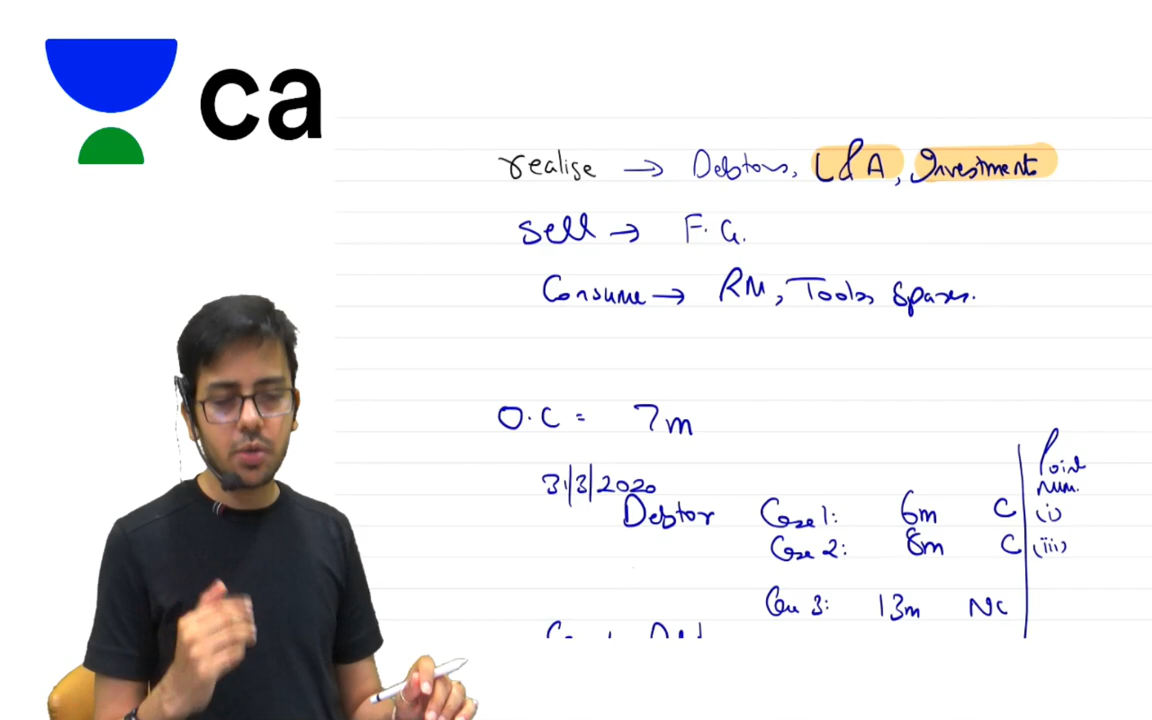 ca
realise → Debtors, L&A, Investment
Sell → F.G.
Consume → RM, Tools, Spares.
O.C = 7m
Point
31/3/2020
num.
Debtor Case 1: 6m C (i)
Case 2: 8m C (iii)
Case 3: 13m NC